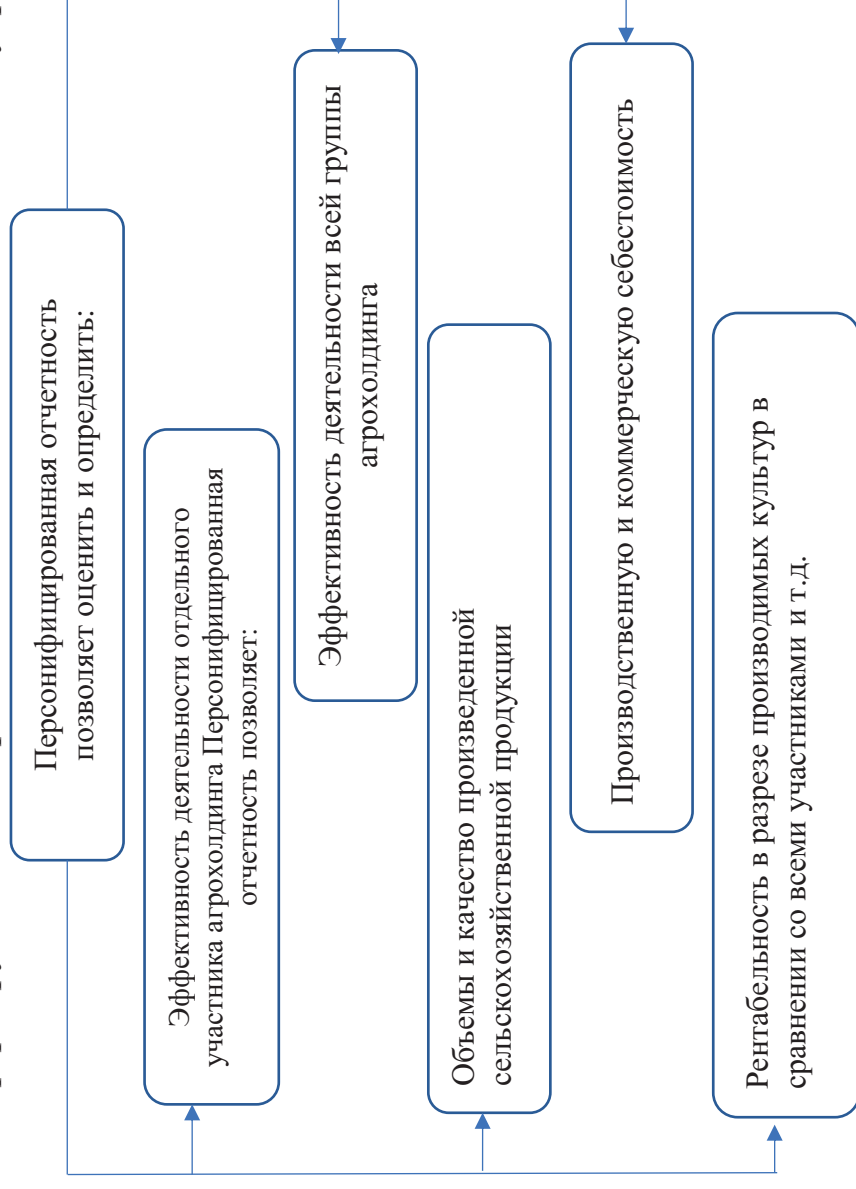 Персонифицированная отчетность
позволяет оценить и определить:
Эффективность деятельности отдельного
участника агрохолдинга Персонифицированная
отчетность позволяет:
Эффективность деятельности всей группы
агрохолдинга
Объемы и качество произведенной
сельскохозяйственной продукции
Производственную и коммерческую себестоимость
Рентабельность в разрезе производимых культур в
сравнении со всеми участниками и т.д.